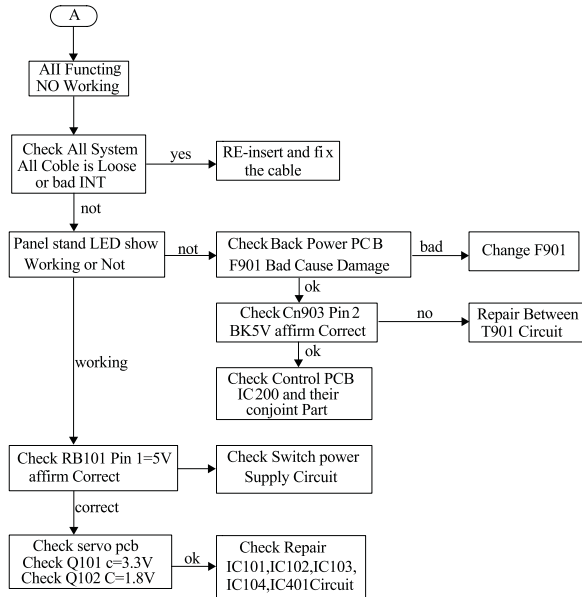 A
All Functing
NO Working
Check All System
All Coble is Loose
or bad INT
yes
RE-insert and fix
the cable
not
Panel stand LED show
Working or Not
not
Check Back Power PCB
F901 Bad Cause Damage
bad
Change F901
ok
Check Cn903 Pin 2
BK5V affirm Correct
no
Repair Between
T901 Circuit
ok
working
Check Control PCB
IC200 and their
conjoint Part
Check RB101 Pin 1=5V
affirm Correct
Check Switch power
Supply Circuit
correct
Check servo pcb
Check Q101 c=3.3V
Check Q102 C=1.8V
ok
Check Repair
IC101,IC102,IC103,
IC104,IC401Circuit